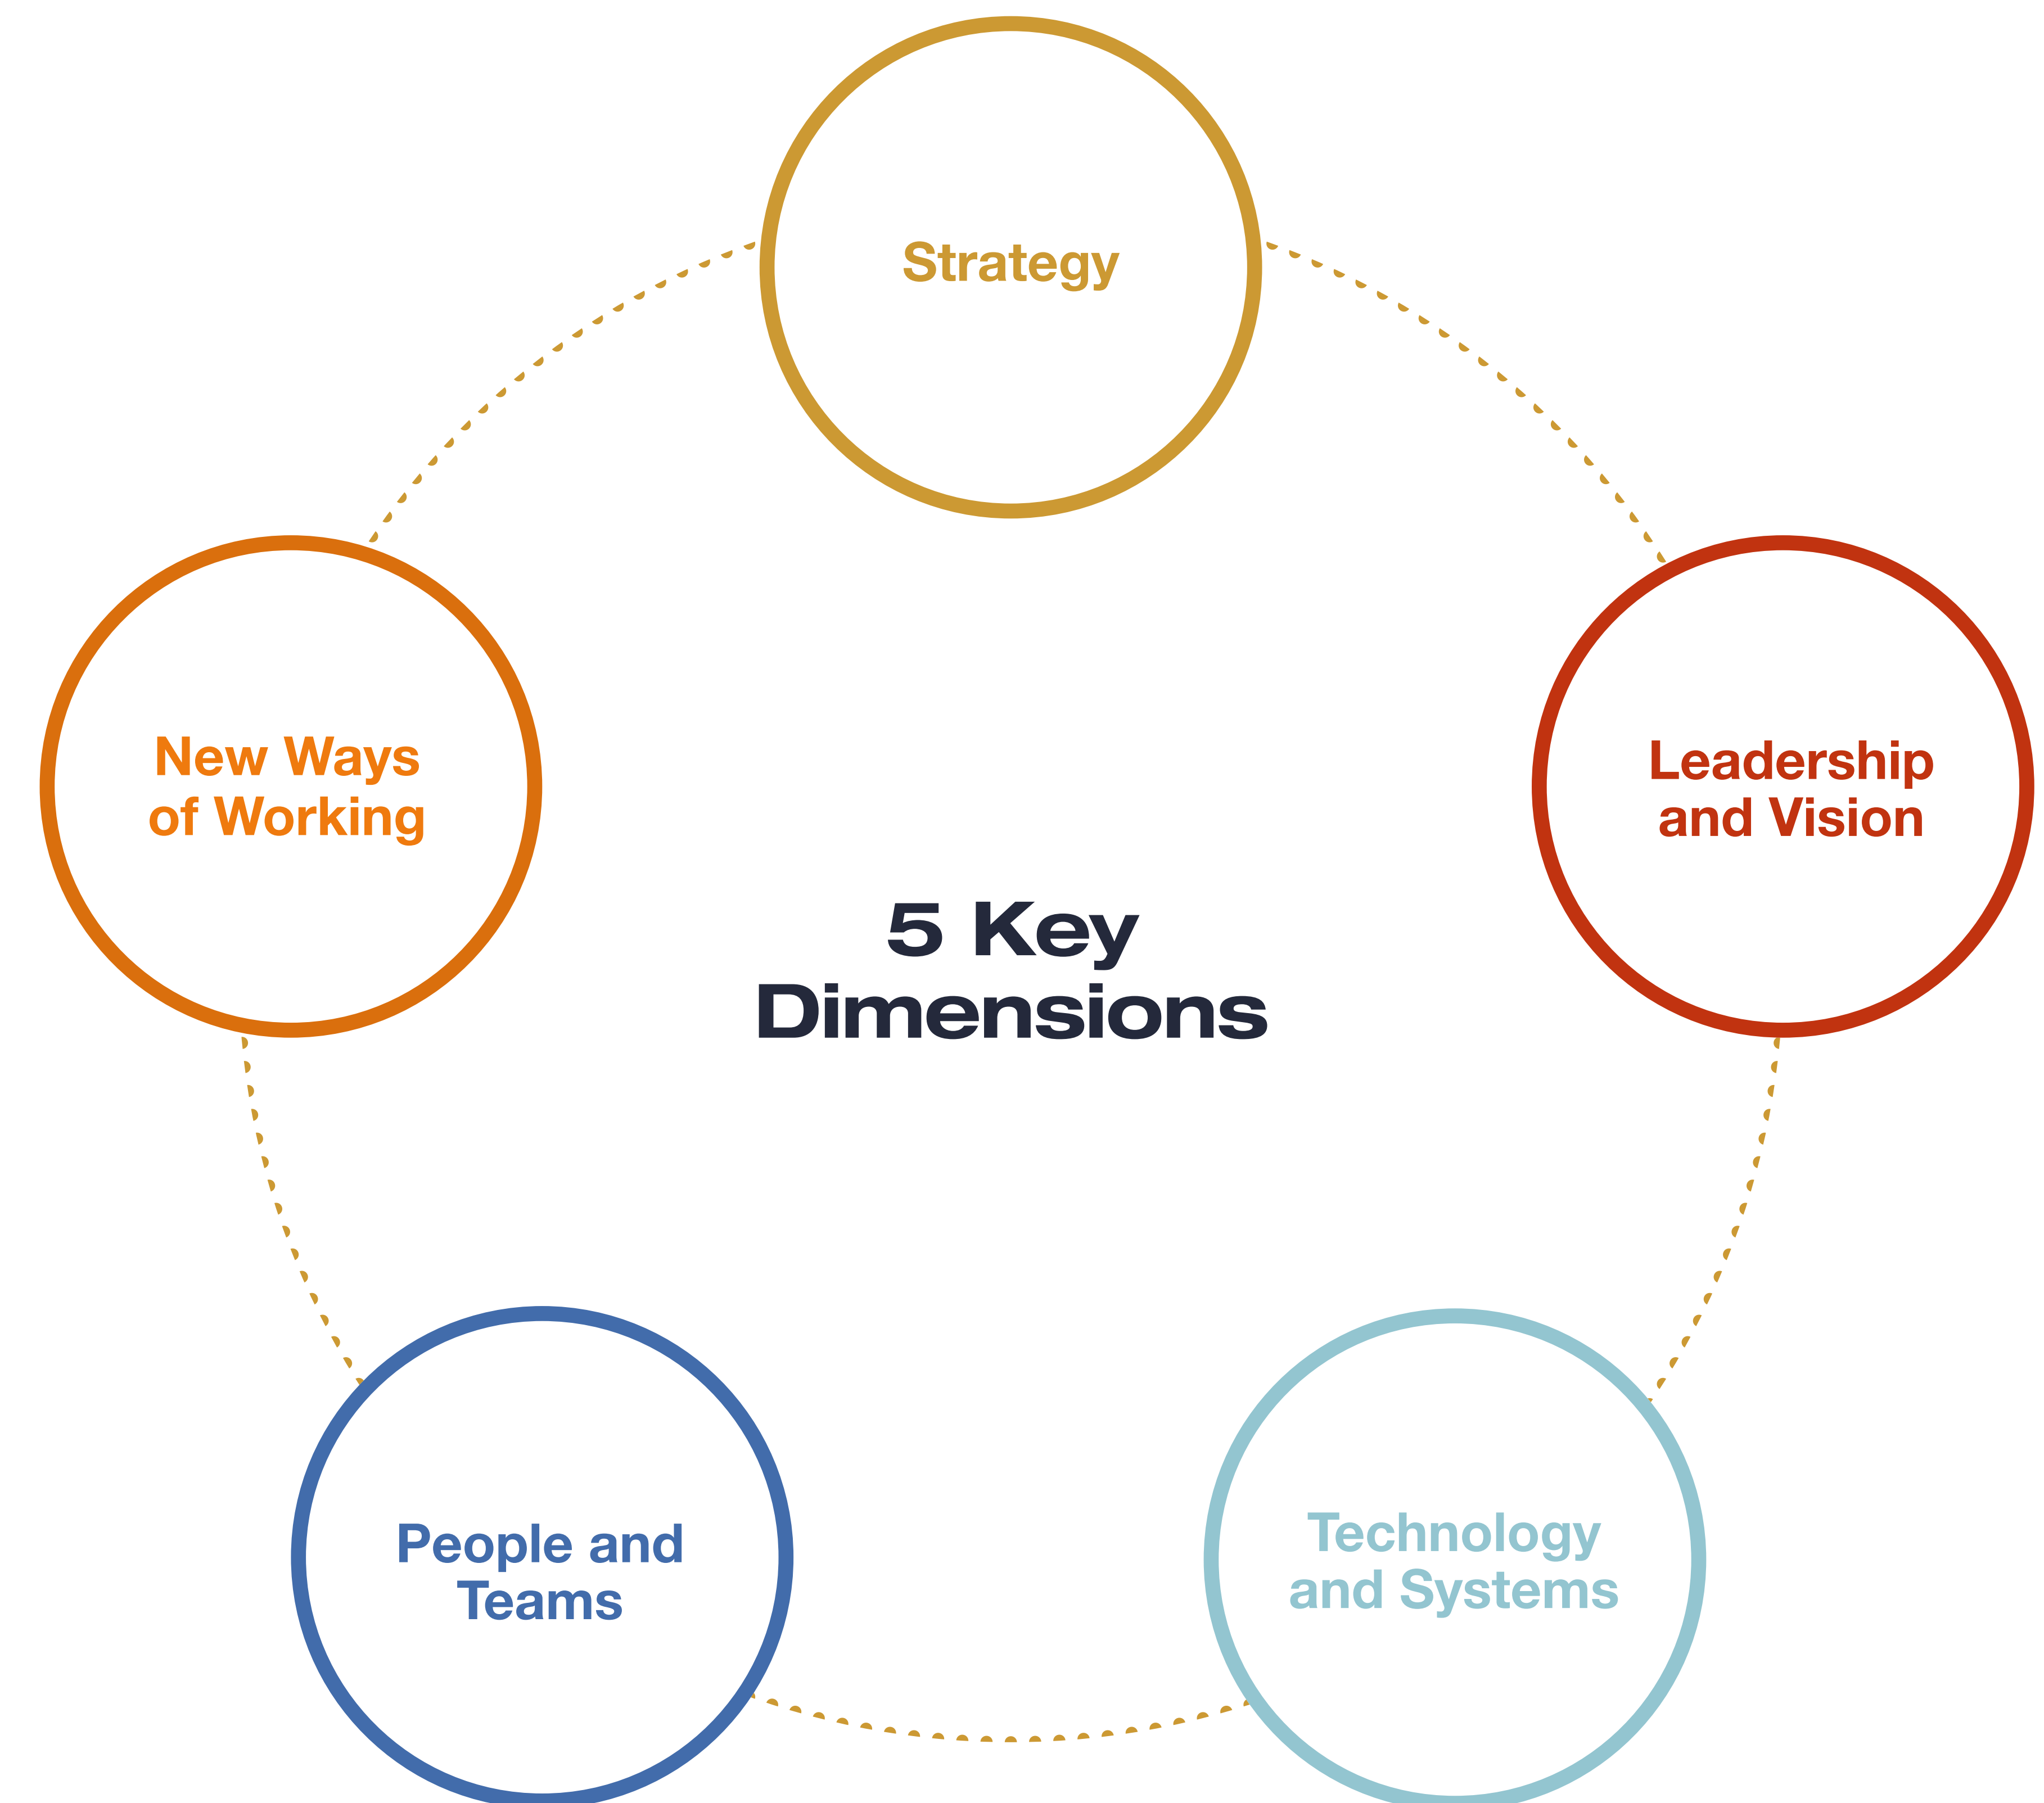 Strategy
New Ways
of Working
Leadership
and Vision
5 Key
Dimensions
People and
Teams
Technology
and Systems